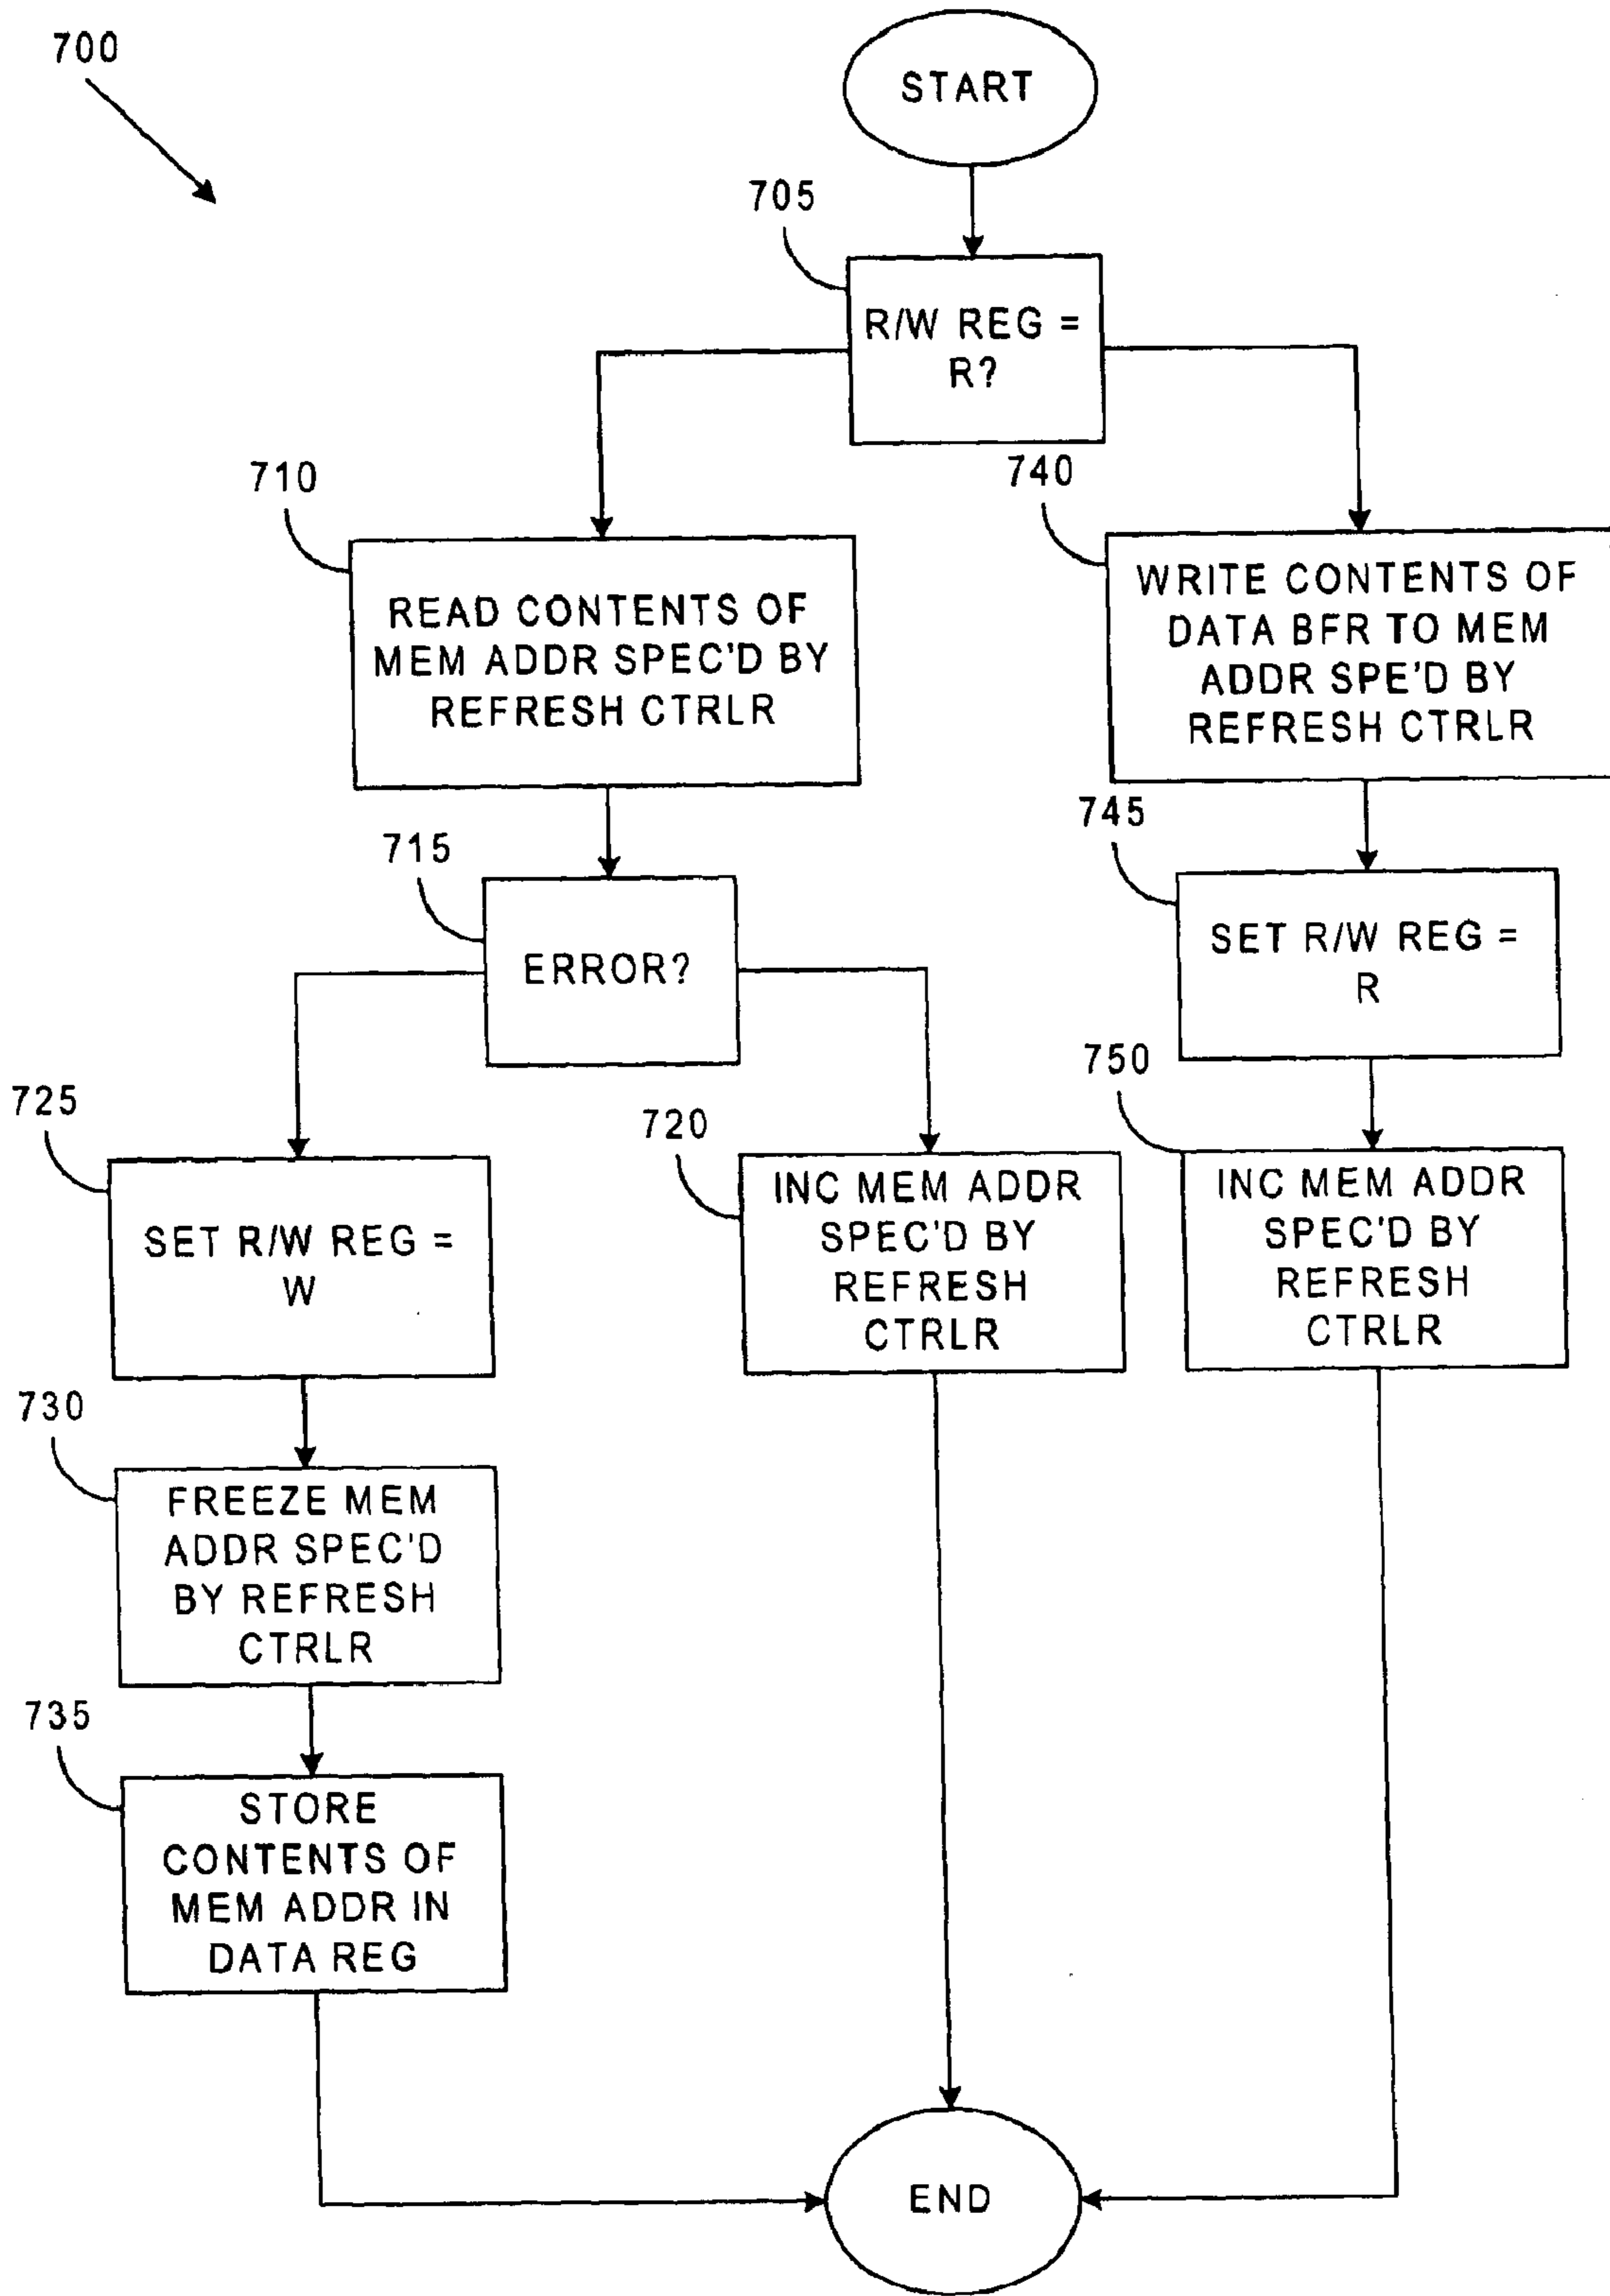 700
START
705
R/W REG =
R?
710
READ CONTENTS OF
MEM ADDR SPEC'D BY
REFRESH CTRLR
740
WRITE CONTENTS OF
DATA BFR TO MEM
ADDR SPE'D BY
REFRESH CTRLR
715
ERROR?
745
SET R/W REG =
R
725
SET R/W REG =
W
720
INC MEM ADDR
SPEC'D BY
REFRESH
CTRLR
750
INC MEM ADDR
SPEC'D BY
REFRESH
CTRLR
730
FREEZE MEM
ADDR SPEC'D
BY REFRESH
CTRLR
735
STORE
CONTENTS OF
MEM ADDR IN
DATA REG
END